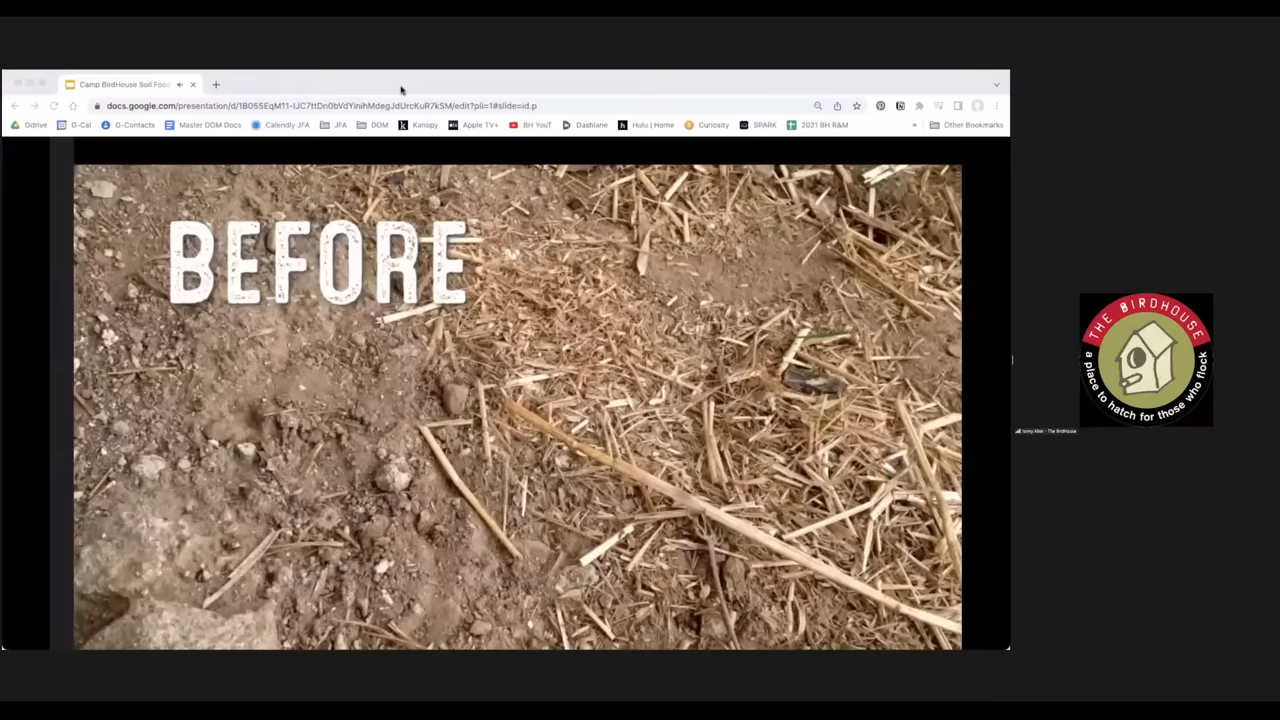 Camp BirdHouse Soil Food
docs.google.com/presentation/d/1B05SEqM11-IJC7ttDn0bVdYinihMdegJdUrcKuR7kSM/edit?pli=1#slide=id.p
Gdrive G-Cal G-Contacts Master DOM Docs Calendly JFA JFA DOM Kanopy Apple TV+ BH YouT Dashlane Hulu | Home Curiosity SPARK 2021 BH R&M » Other Bookmarks
BEFORE
THE BIRDHOUSE
a place to hatch for those who flock